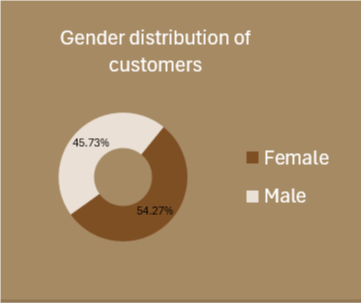 Gender distribution of
customers
45.73%
54.27%
Female
Male